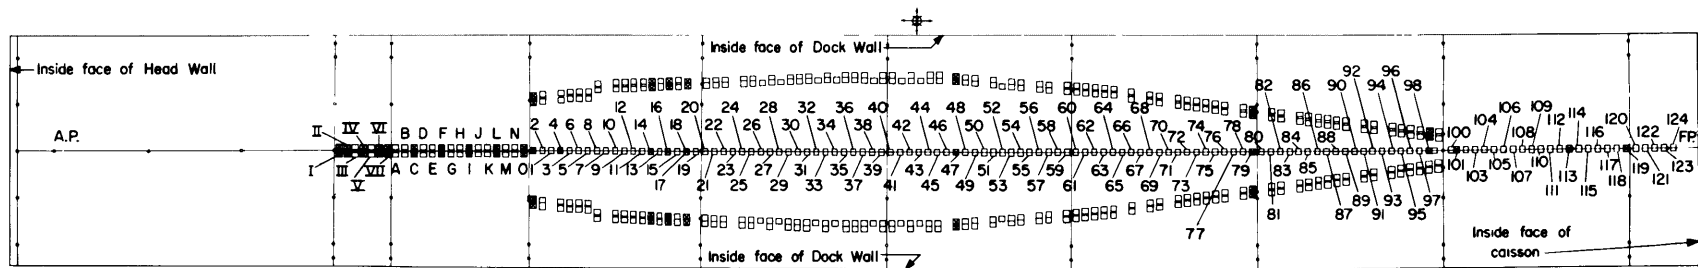 Inside face of Dock Wall
Inside face of Head Wall
92 96
82 86 90 94 98
12 16 20 24 28 32 36 40 44 48 52 56 60 64 68 106 109 114
2 4 6 8 10 14 18 22 26 30 34 38 42 46 50 54 58 62 66 70 74 78
A.P. II IV VI B D F H J L N 72 76 80 84 88 100 104 108 112 116 120 122 124 F.P.
I III V VII A C E G I K M O 1 3 5 7 9 11 13 15 19 23 27 31 35 39 43 47 51 55 59 63 67 71 75 79 83 85 101 103 105 107 110 113 117 119 123
17 21 25 29 33 37 41 45 49 53 57 61 65 69 73 111 115 118 121
77 81 87 89 91 93 95 97
Inside face of
caisson
Inside face of Dock Wall